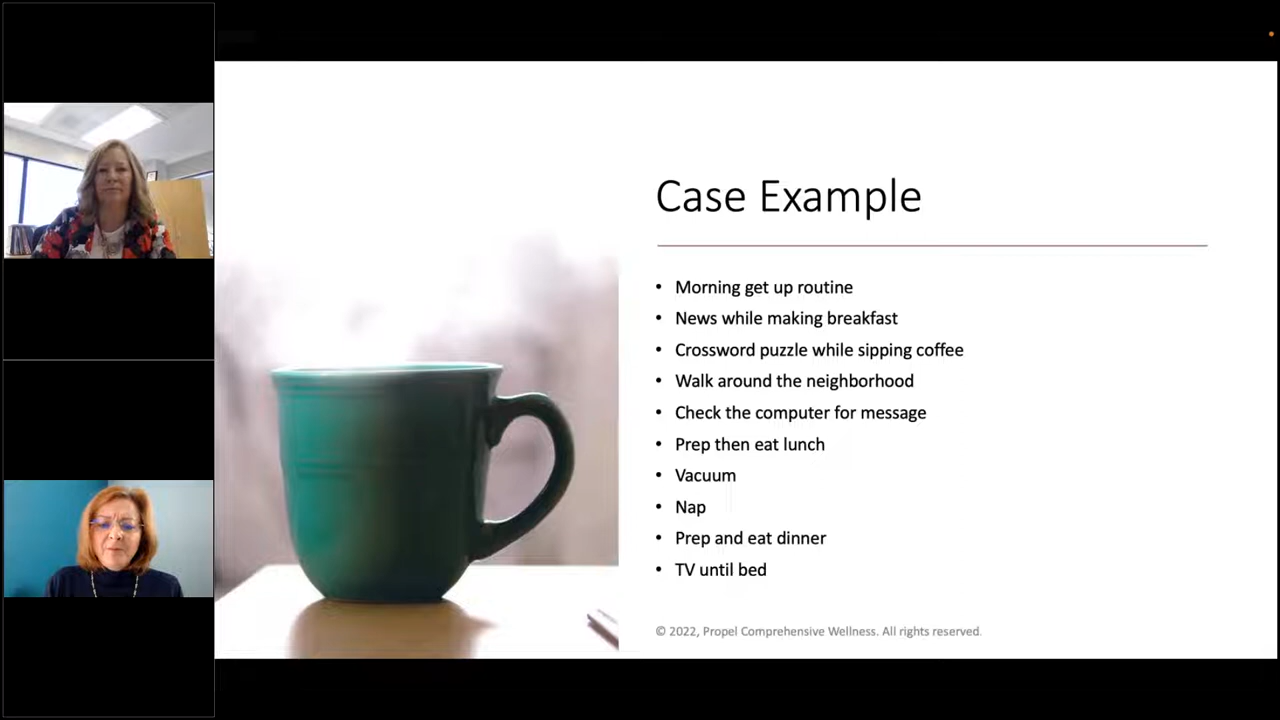 Case Example
• Morning get up routine
• News while making breakfast
• Crossword puzzle while sipping coffee
• Walk around the neighborhood
• Check the computer for message
• Prep then eat lunch
• Vacuum
• Nap
• Prep and eat dinner
• TV until bed
© 2022, Propel Comprehensive Wellness. All rights reserved.